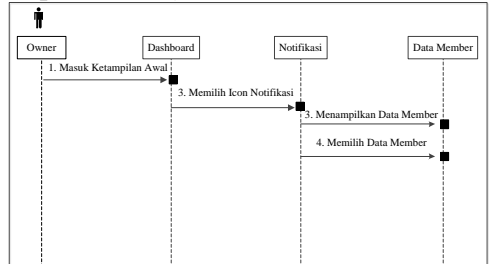 Owner
Dashboard
Notifikasi
Data Member
1. Masuk Ketampilan Awal
3. Memilih Icon Notifikasi
3. Menampilkan Data Member
4. Memilih Data Member